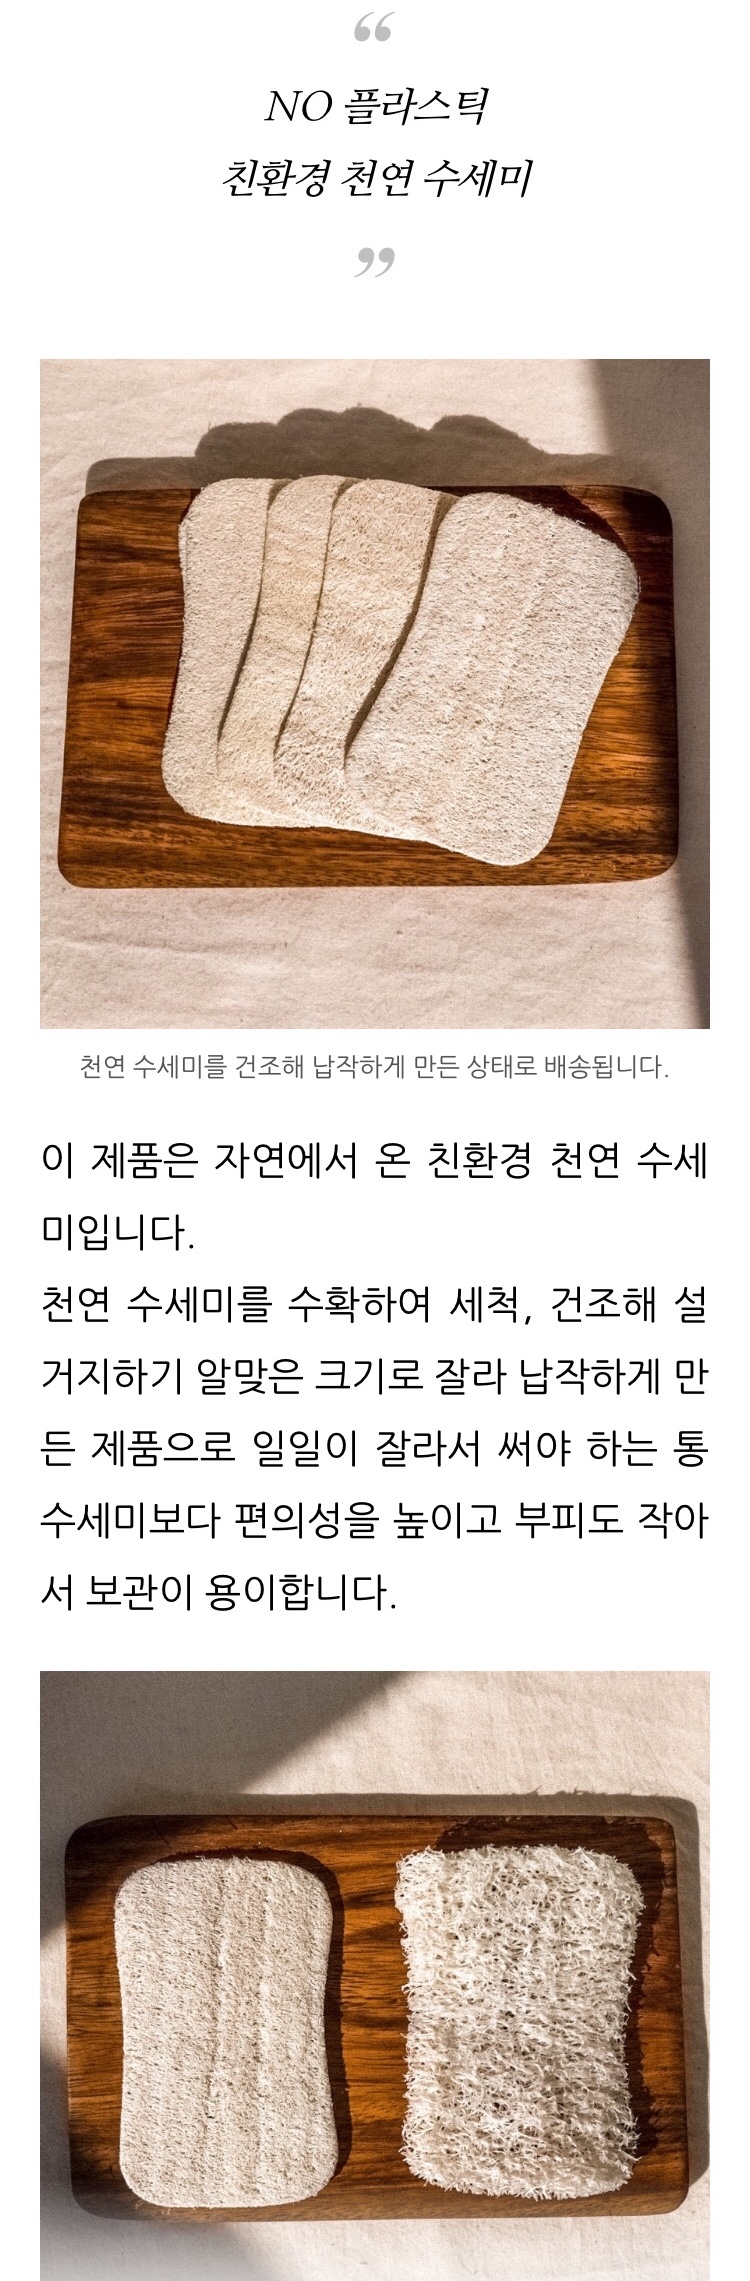 “
NO 플라스틱
친환경 천연 수세미
”
천연 수세미를 건조해 납작하게 만든 상태로 배송됩니다.
이 제품은 자연에서 온 친환경 천연 수세
미입니다.
천연 수세미를 수확하여 세척, 건조해 설
거지하기 알맞은 크기로 잘라 납작하게 만
든 제품으로 일일이 잘라서 써야 하는 통
수세미보다 편의성을 높이고 부피도 작아
서 보관이 용이합니다.